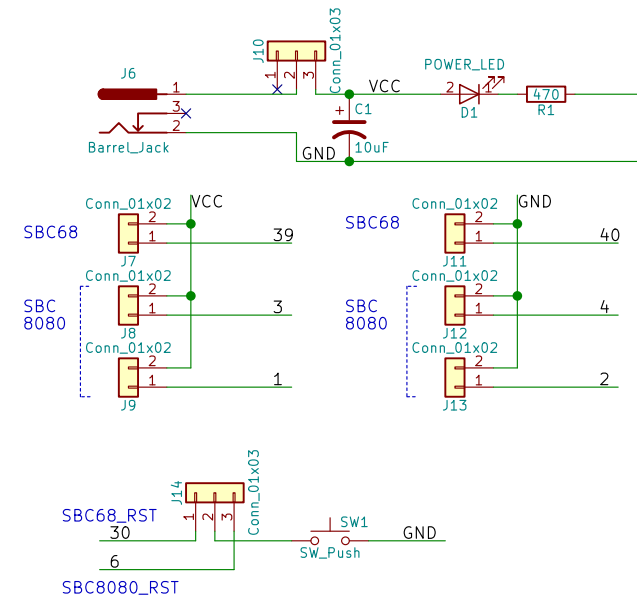 J10
Conn_01x03
1 2 3
J6
1
3
2
Barrel_Jack
VCC
+ C1
10uF
GND
POWER_LED
2 1
D1
470
R1
Conn_01x02
VCC
SBC68
2
1
39
J7
Conn_01x02
SBC
8080
2
1
3
J8
Conn_01x02
2
1
1
J9
Conn_01x02
GND
SBC68
2
1
40
J11
Conn_01x02
SBC
8080
2
1
4
J12
Conn_01x02
2
1
2
J13
J14
Conn_01x03
1 2 3
SBC68_RST
30
6
SBC8080_RST
SW1
SW_Push
GND